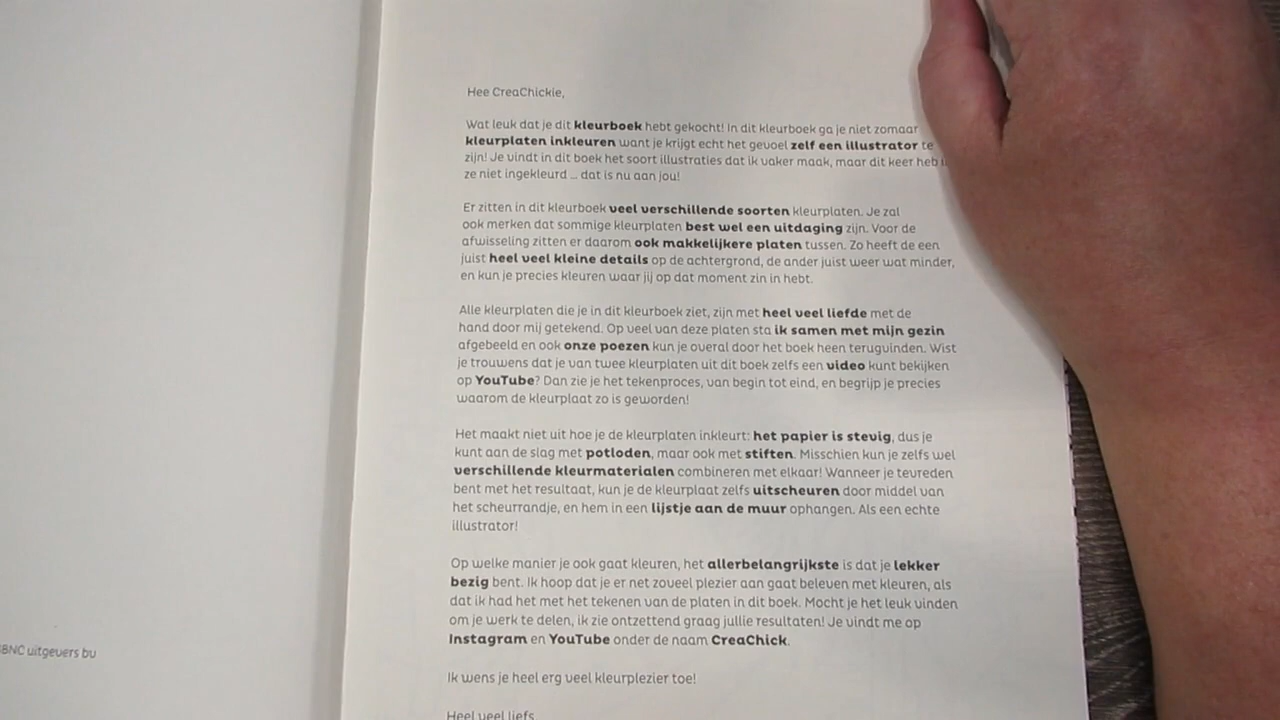 Hee CreaChickie,
Wat leuk dat je dit kleurboek hebt gekocht! In dit kleurboek ga je niet zomaar
kleurplaten inkleuren want je krijgt echt het gevoel zelf een illustrator te
zijn! Je vindt in dit boek het soort illustraties dat ik vaker maak, maar dit keer heb
ze niet ingekleurd ... dat is nu aan jou!
Er zitten in dit kleurboek veel verschillende soorten kleurplaten. Je zal
ook merken dat sommige kleurplaten best wel een uitdaging zijn. Voor de
afwisseling zitten er daarom ook makkelijkere platen tussen. Zo heeft de een
juist heel veel kleine details op de achtergrond, de ander juist weer wat minder,
en kun je precies kleuren waar jij op dat moment zin in hebt.
Alle kleurplaten die je in dit kleurboek ziet, zijn met heel veel liefde met de
hand door mij getekend. Op veel van deze platen sta ik samen met mijn gezin
afgebeeld en ook onze poezen kun je overal door het boek heen terugvinden. Wist
je trouwens dat je van twee kleurplaten uit dit boek zelfs een video kunt bekijken
op YouTube? Dan zie je het tekenproces, van begin tot eind, en begrijp je precies
waarom de kleurplaat zo is geworden!
Het maakt niet uit hoe je de kleurplaten inkleurt: het papier is stevig, dus je
kunt aan de slag met potloden, maar ook met stiften. Misschien kun je zelfs wel
verschillende kleurmaterialen combineren met elkaar! Wanneer je tevreden
bent met het resultaat, kun je de kleurplaat zelfs uitscheuren door middel van
het scheurrandje, en hem in een lijstje aan de muur ophangen. Als een echte
illustrator!
Op welke manier je ook gaat kleuren, het allerbelangrijkste is dat je lekker
bezig bent. Ik hoop dat je er net zoveel plezier aan gaat beleven met kleuren, als
dat ik had het met het tekenen van de platen in dit boek. Mocht je het leuk vinden
om je werk te delen, ik zie ontzettend graag jullie resultaten! Je vindt me op
Instagram en YouTube onder de naam CreaChick.
Ik wens je heel erg veel kleurplezier toe!
Heel veel liefs,
BBNC uitgevers bv